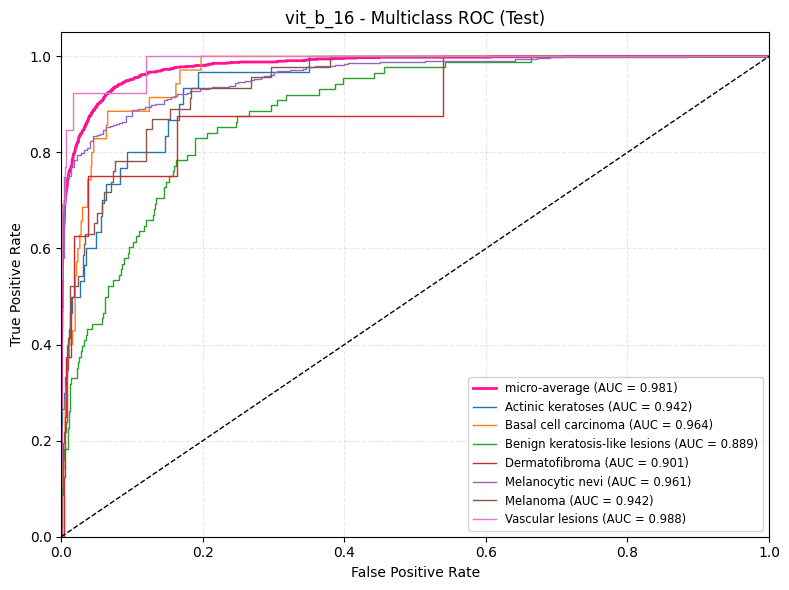 vit_b_16 - Multiclass ROC (Test)
True Positive Rate
1.0
0.8
0.6
0.4
0.2
0.0
micro-average (AUC = 0.981)
Actinic keratoses (AUC = 0.942)
Basal cell carcinoma (AUC = 0.964)
Benign keratosis-like lesions (AUC = 0.889)
Dermatofibroma (AUC = 0.901)
Melanocytic nevi (AUC = 0.961)
Melanoma (AUC = 0.942)
Vascular lesions (AUC = 0.988)
0.0 0.2 0.4 0.6 0.8 1.0
False Positive Rate